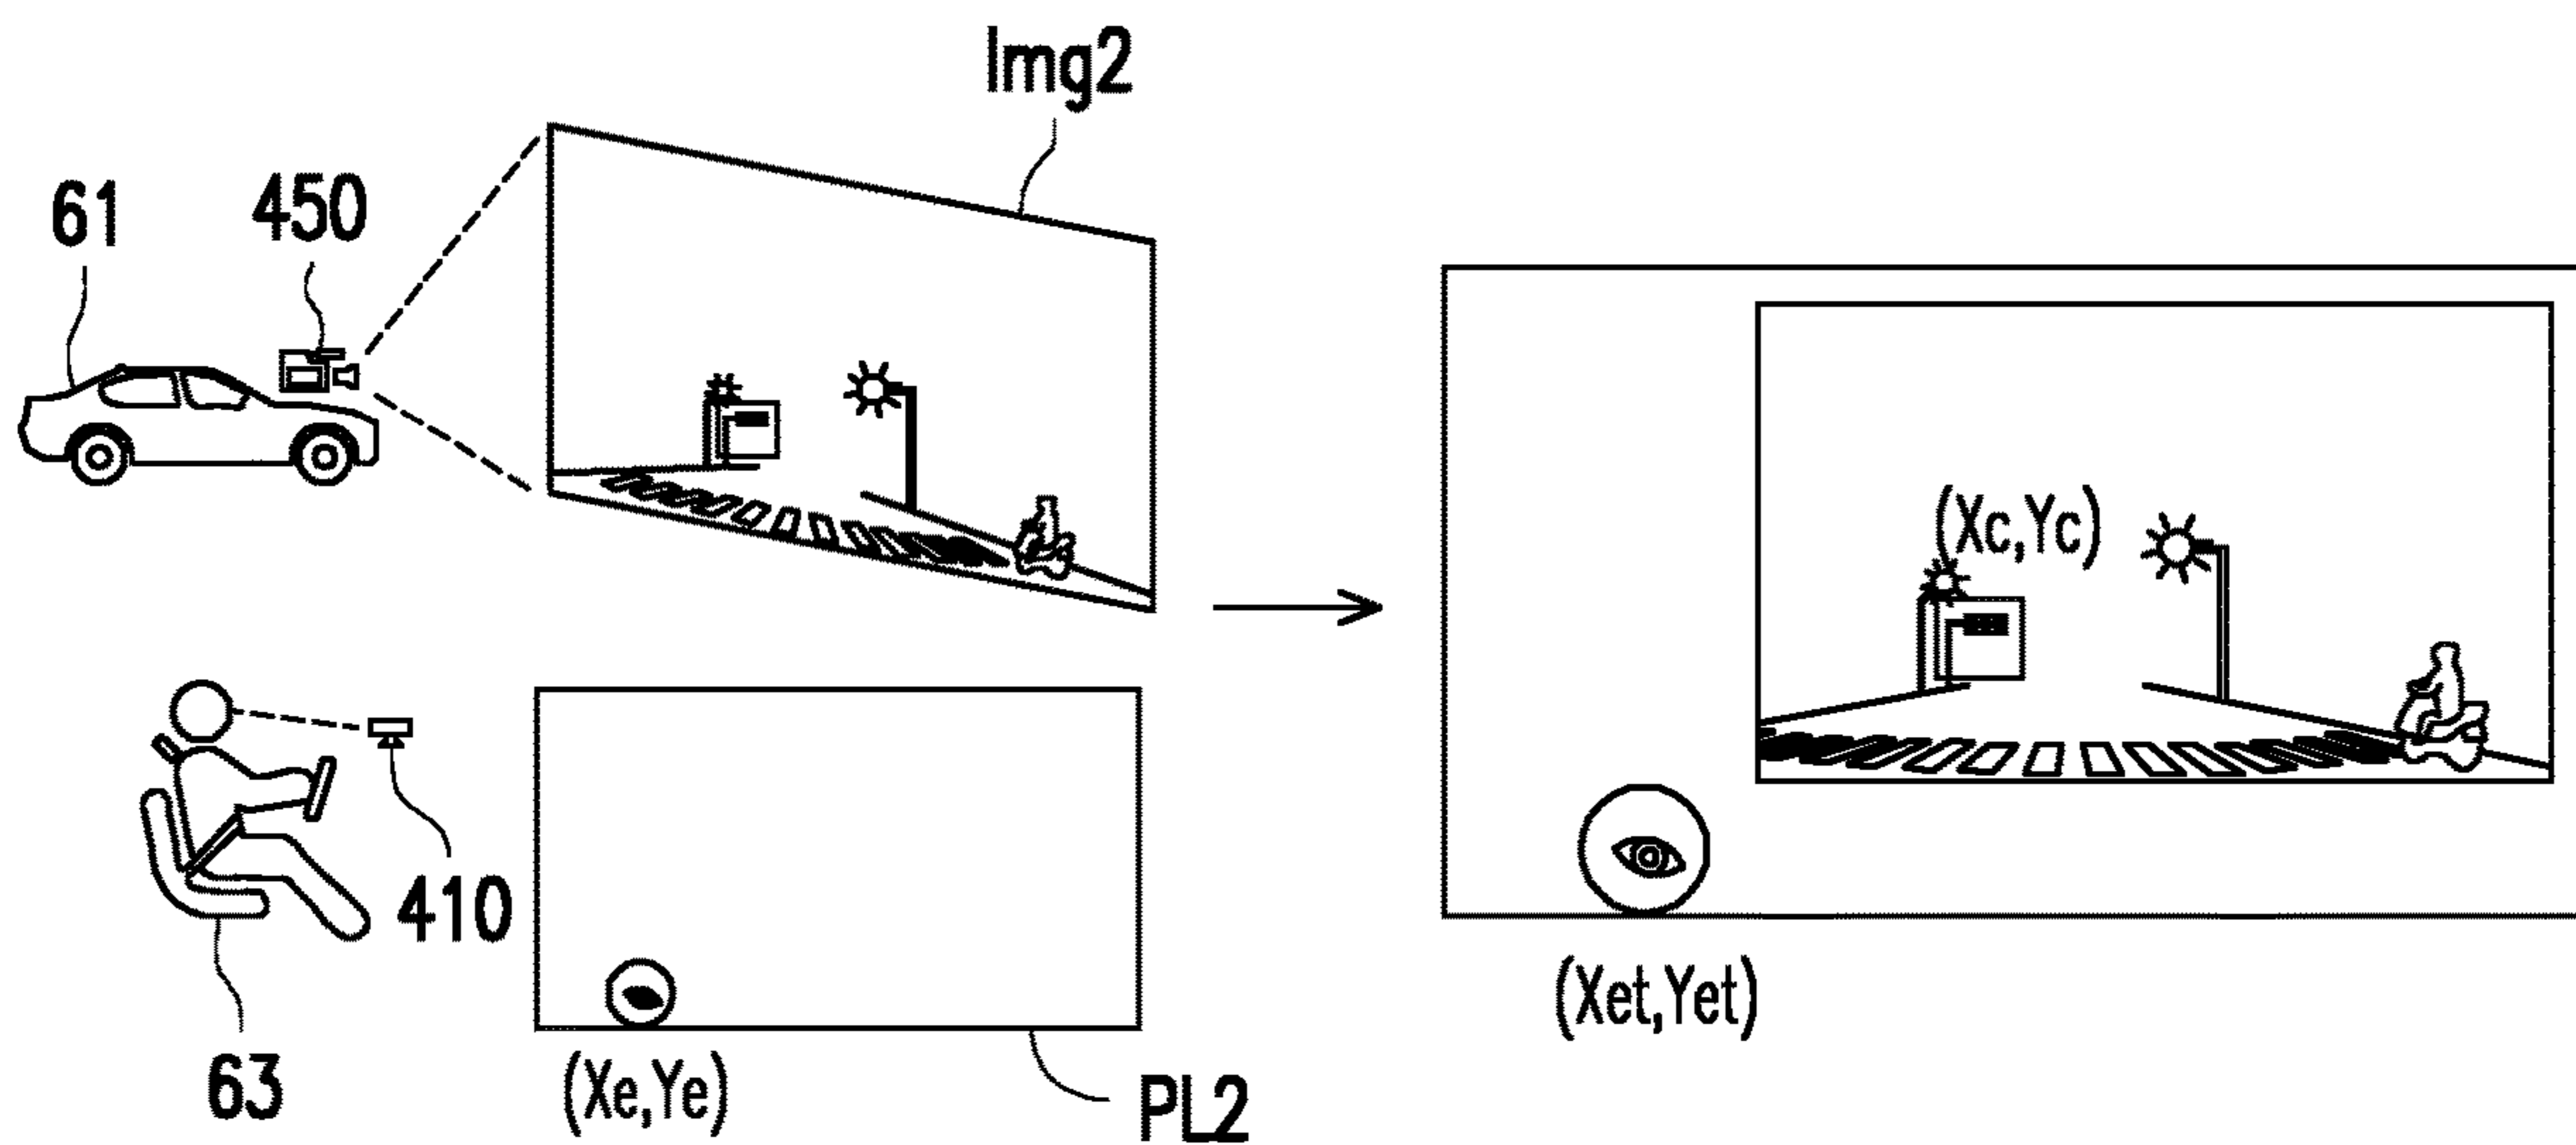 Img2
61
450
(Xc,Yc)
410
(Xet,Yet)
63
(Xe,Ye)
PL2